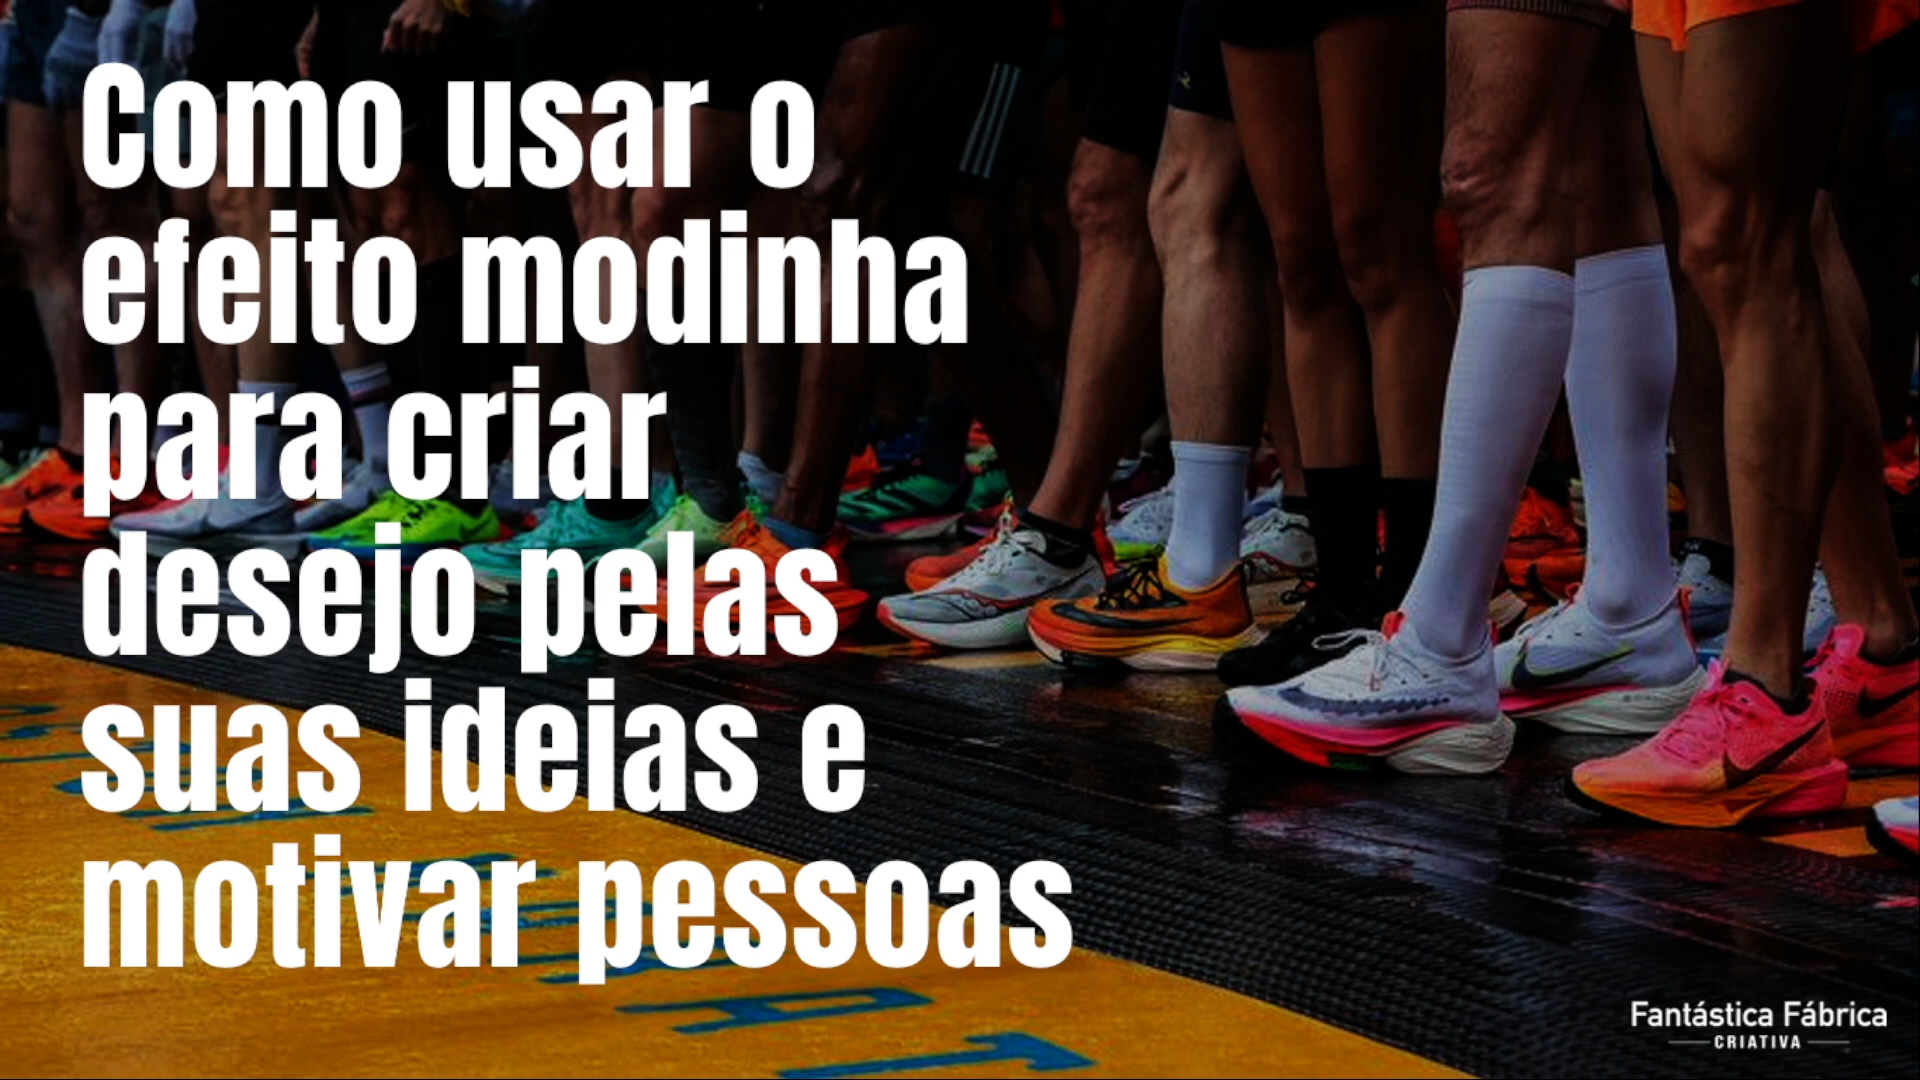 Como usar o
efeito modinha
para criar
desejo pelas
suas ideias e
motivar pessoas
Fantástica Fábrica
CRIATIVA